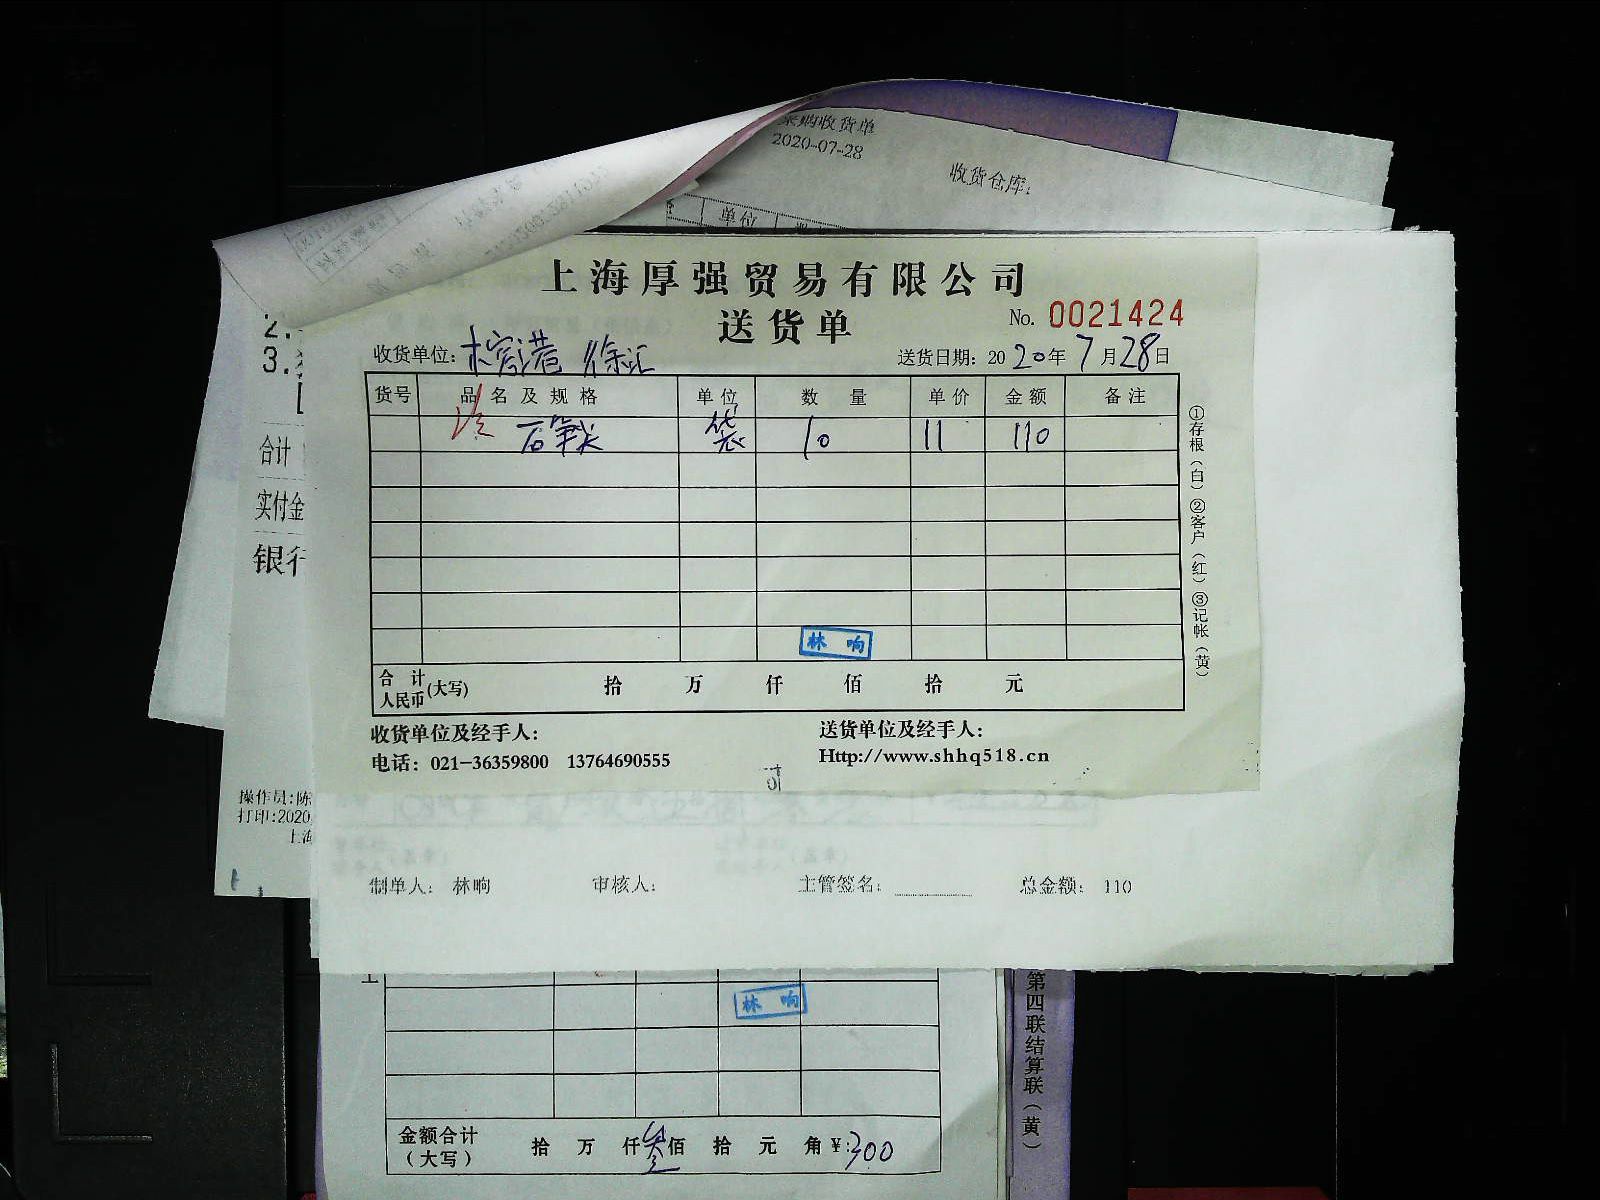 采购收货单
2020-07-28
收货仓库:
单位
上海厚强贸易有限公司
送货单
No. 0021424
收货单位: 徐汇
送货日期: 2020年7月28日
货号 品名及规格 单位 数量 单价 金额 备注
石笋尖 袋 10 11 110
林响
合计人民币(大写) 拾 万 仟 佰 拾 元
收货单位及经手人: 送货单位及经手人:
电话: 021-36359800 13764690555 Http://www.shhq518.cn
①存根(白)②客户(红)③记帐(黄)
2.
3.
合计
实付金
银行
操作员:陈
打印:2020
上海
制单人: 林响 审核人: 主管签名: 总金额: 110
林响
金额合计(大写) 拾 万 仟叁佰 拾 元 角 ¥:300
第四联结算联(黄)